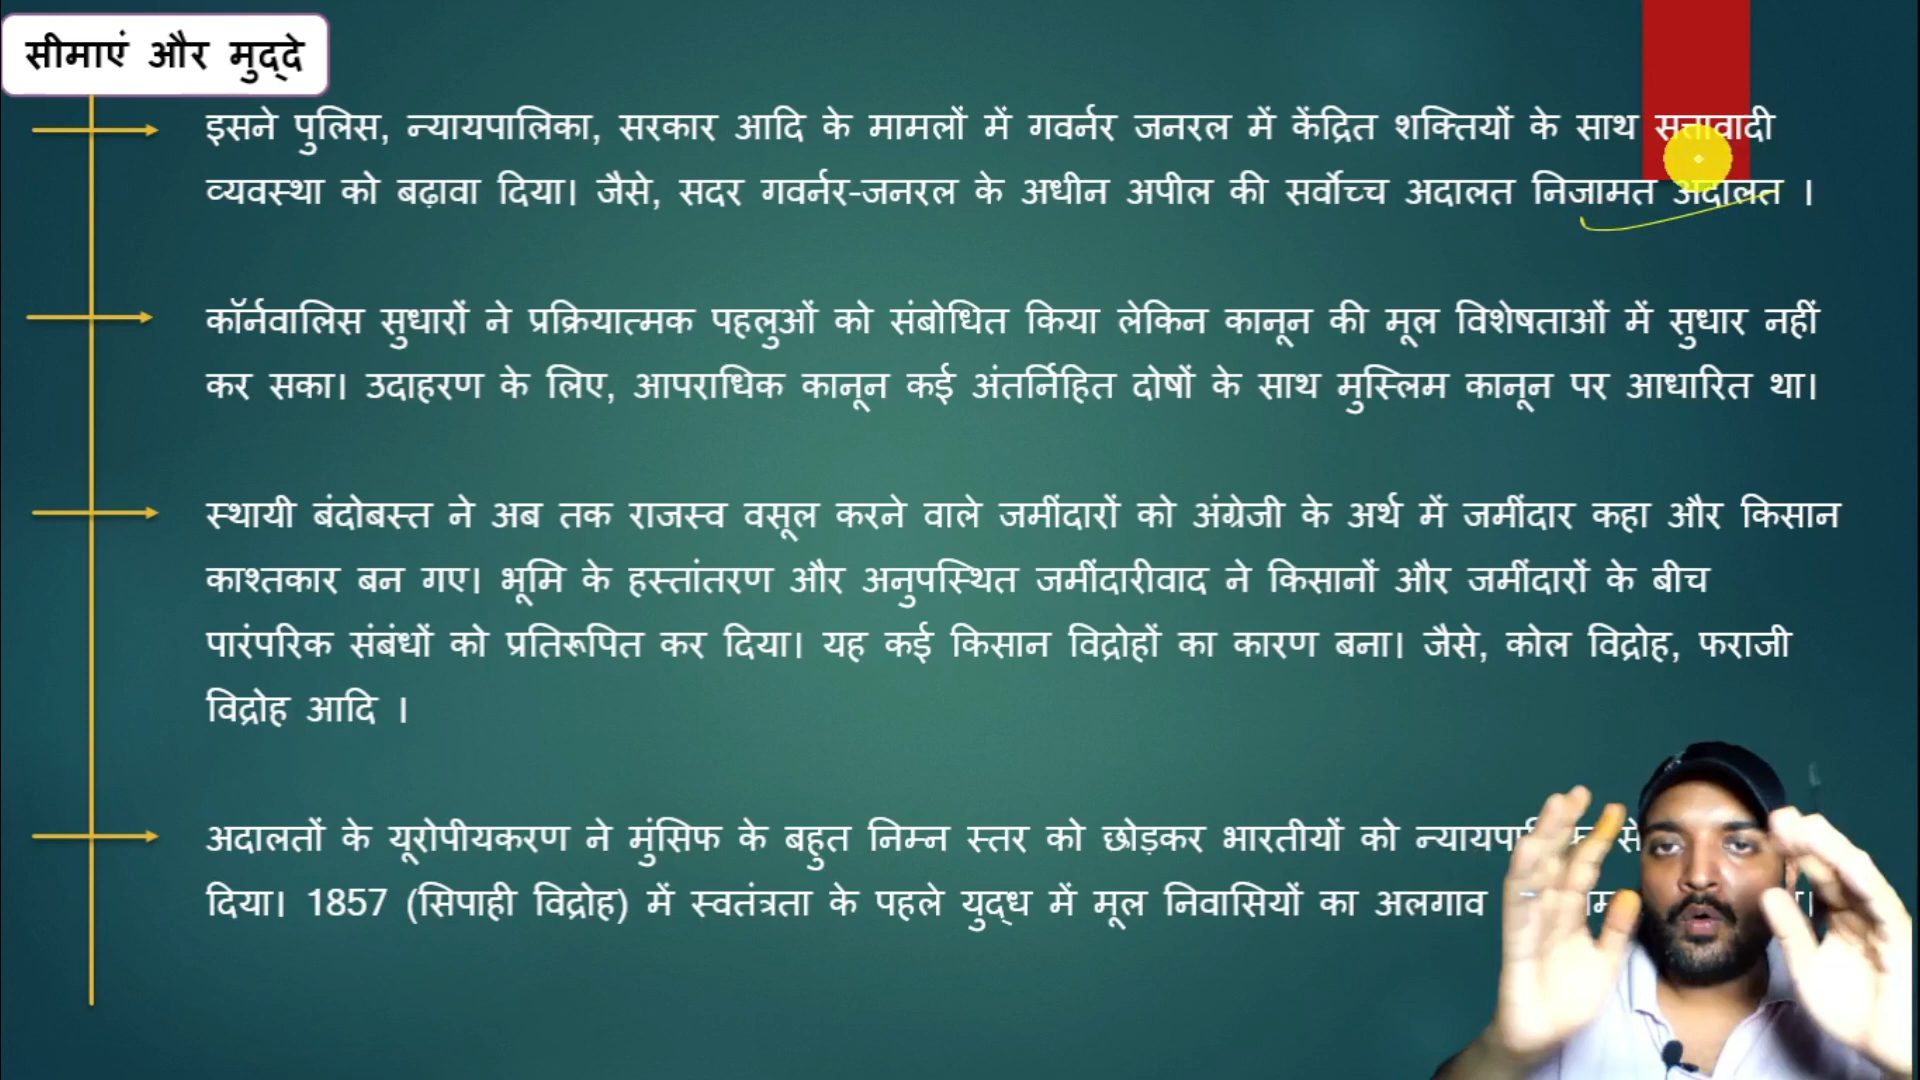 सीमाएं और मुद्दे
इसने पुलिस, न्यायपालिका, सरकार आदि के मामलों में गवर्नर जनरल में केंद्रित शक्तियों के साथ सत्तावादी
व्यवस्था को बढ़ावा दिया। जैसे, सदर गवर्नर-जनरल के अधीन अपील की सर्वोच्च अदालत निजामत अदालत ।
कॉर्नवालिस सुधारों ने प्रक्रियात्मक पहलुओं को संबोधित किया लेकिन कानून की मूल विशेषताओं में सुधार नहीं
कर सका। उदाहरण के लिए, आपराधिक कानून कई अंतर्निहित दोषों के साथ मुस्लिम कानून पर आधारित था।
स्थायी बंदोबस्त ने अब तक राजस्व वसूल करने वाले जमींदारों को अंग्रेजी के अर्थ में जमींदार कहा और किसान
काश्तकार बन गए। भूमि के हस्तांतरण और अनुपस्थित जमींदारीवाद ने किसानों और जमींदारों के बीच
पारंपरिक संबंधों को प्रतिरूपित कर दिया। यह कई किसान विद्रोहों का कारण बना। जैसे, कोल विद्रोह, फराजी
विद्रोह आदि ।
अदालतों के यूरोपीयकरण ने मुंसिफ के बहुत निम्न स्तर को छोड़कर भारतीयों को से
दिया। 1857 (सिपाही विद्रोह) में स्वतंत्रता के पहले युद्ध में मूल निवासियों का अलगाव